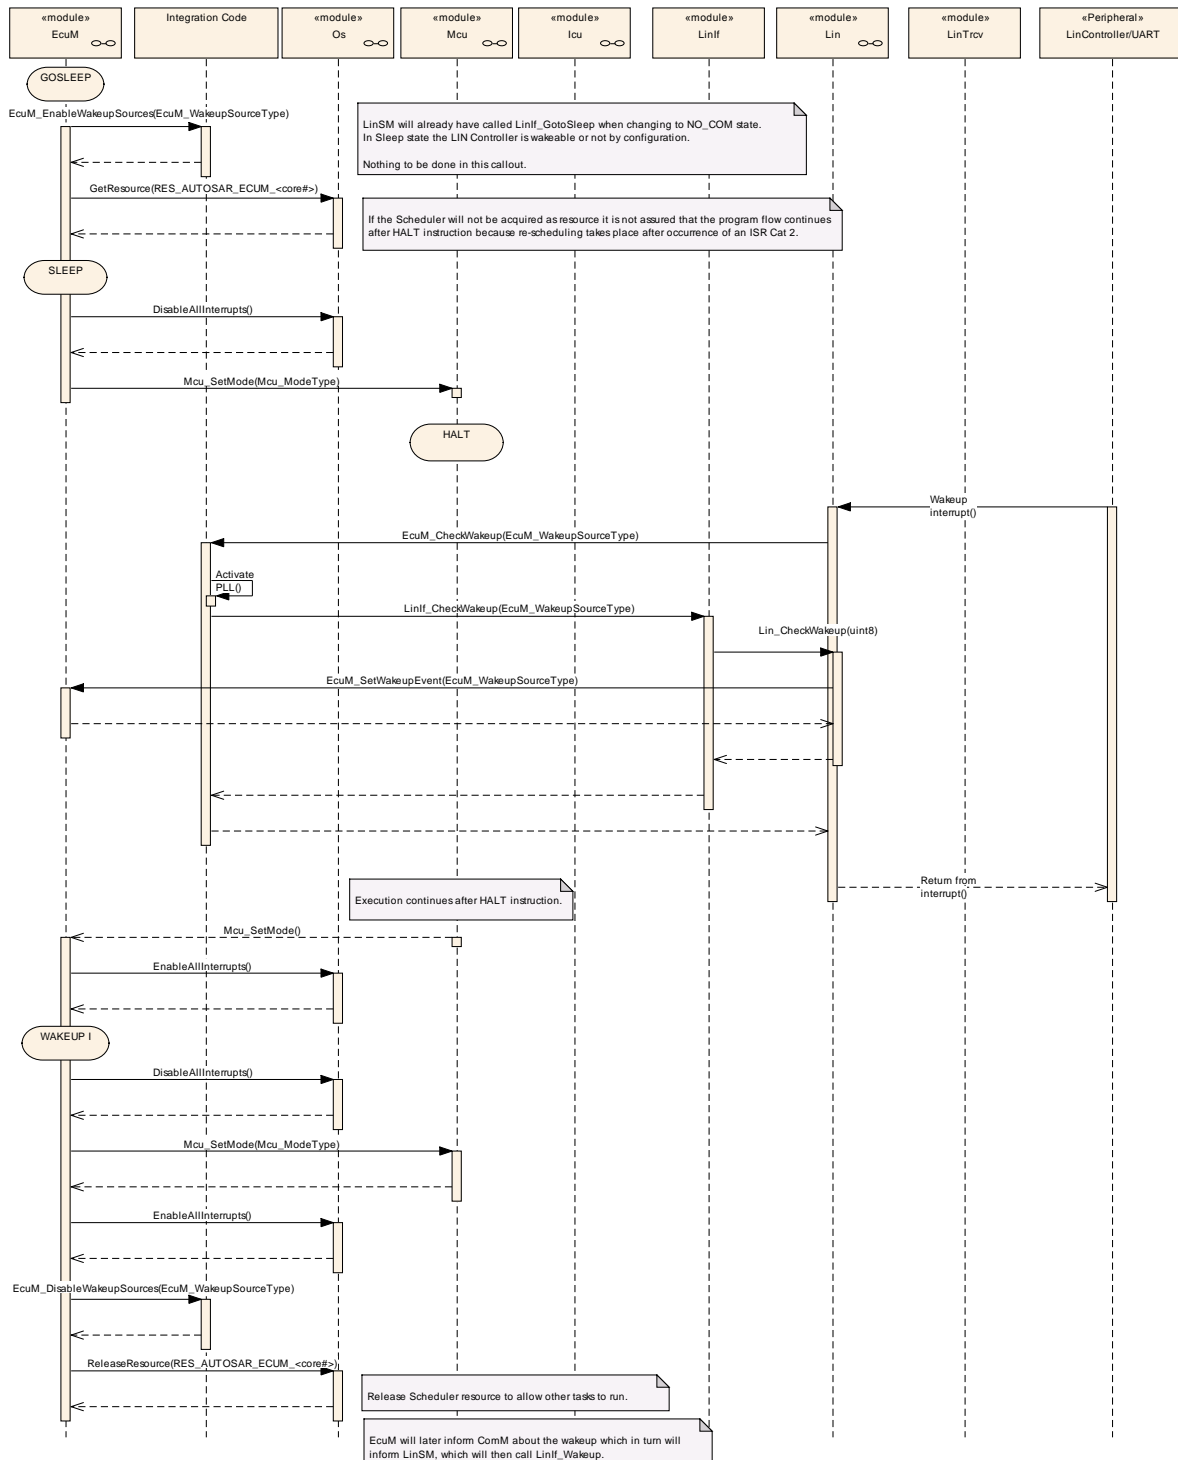 «module»
EcuM
Integration Code
«module»
Os
«module»
Mcu
«module»
Icu
«module»
LinIf
«module»
Lin
«module»
LinTrcv
«Peripheral»
LinController/UART
GOSLEEP
EcuM_EnableWakeupSources(EcuM_WakeupSourceType)
LinSM will already have called LinIf_GotoSleep when changing to NO_COM state.
In Sleep state the LIN Controller is wakeable or not by configuration.
Nothing to be done in this callout.
GetResource(RES_AUTOSAR_ECUM_<core#>)
If the Scheduler will not be acquired as resource it is not assured that the program flow continues
after HALT instruction because re-scheduling takes place after occurrence of an ISR Cat 2.
SLEEP
DisableAllInterrupts()
Mcu_SetMode(Mcu_ModeType)
HALT
Wakeup
interrupt()
EcuM_CheckWakeup(EcuM_WakeupSourceType)
Activate
PLL()
LinIf_CheckWakeup(EcuM_WakeupSourceType)
Lin_CheckWakeup(uint8)
EcuM_SetWakeupEvent(EcuM_WakeupSourceType)
Return from
interrupt()
Execution continues after HALT instruction.
Mcu_SetMode()
EnableAllInterrupts()
WAKEUP I
DisableAllInterrupts()
Mcu_SetMode(Mcu_ModeType)
EnableAllInterrupts()
EcuM_DisableWakeupSources(EcuM_WakeupSourceType)
ReleaseResource(RES_AUTOSAR_ECUM_<core#>)
Release Scheduler resource to allow other tasks to run.
EcuM will later inform ComM about the wakeup which in turn will
inform LinSM, which will then call LinIf_Wakeup.